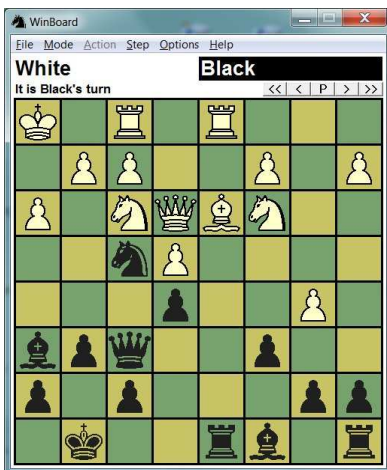 WinBoard
File Mode Action Step Options Help
White Black
It is Black's turn << < P > >>